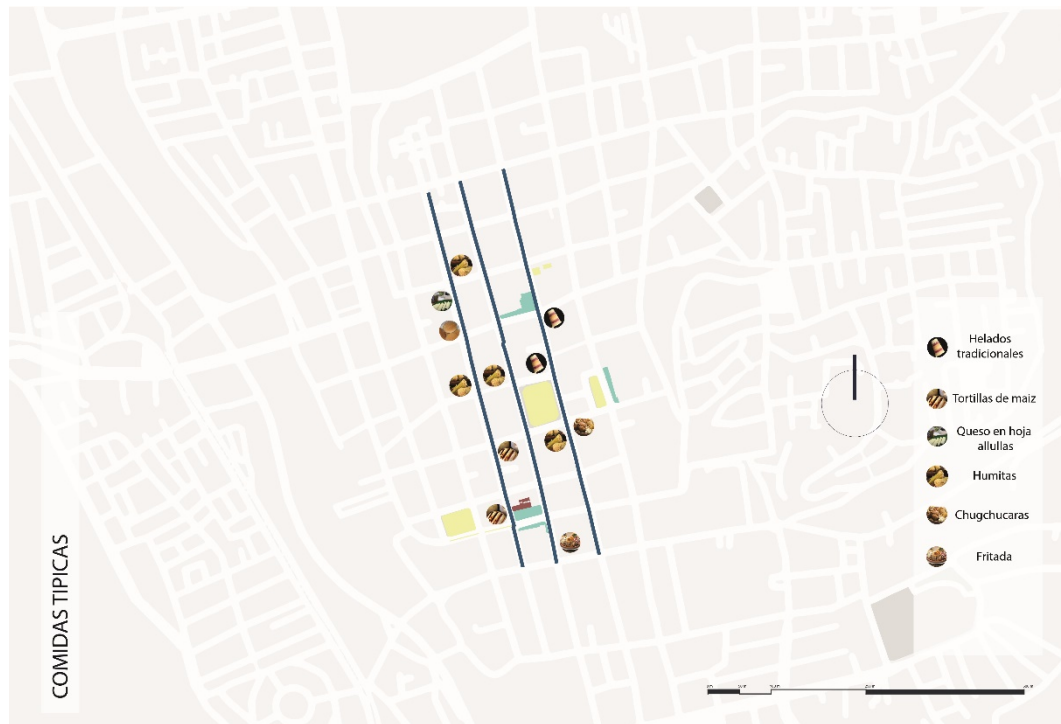 Helados
tradicionales
Tortillas de maiz
Queso en hoja
allullas
Humitas
Chugchucaras
Fritada
COMIDAS TIPICAS